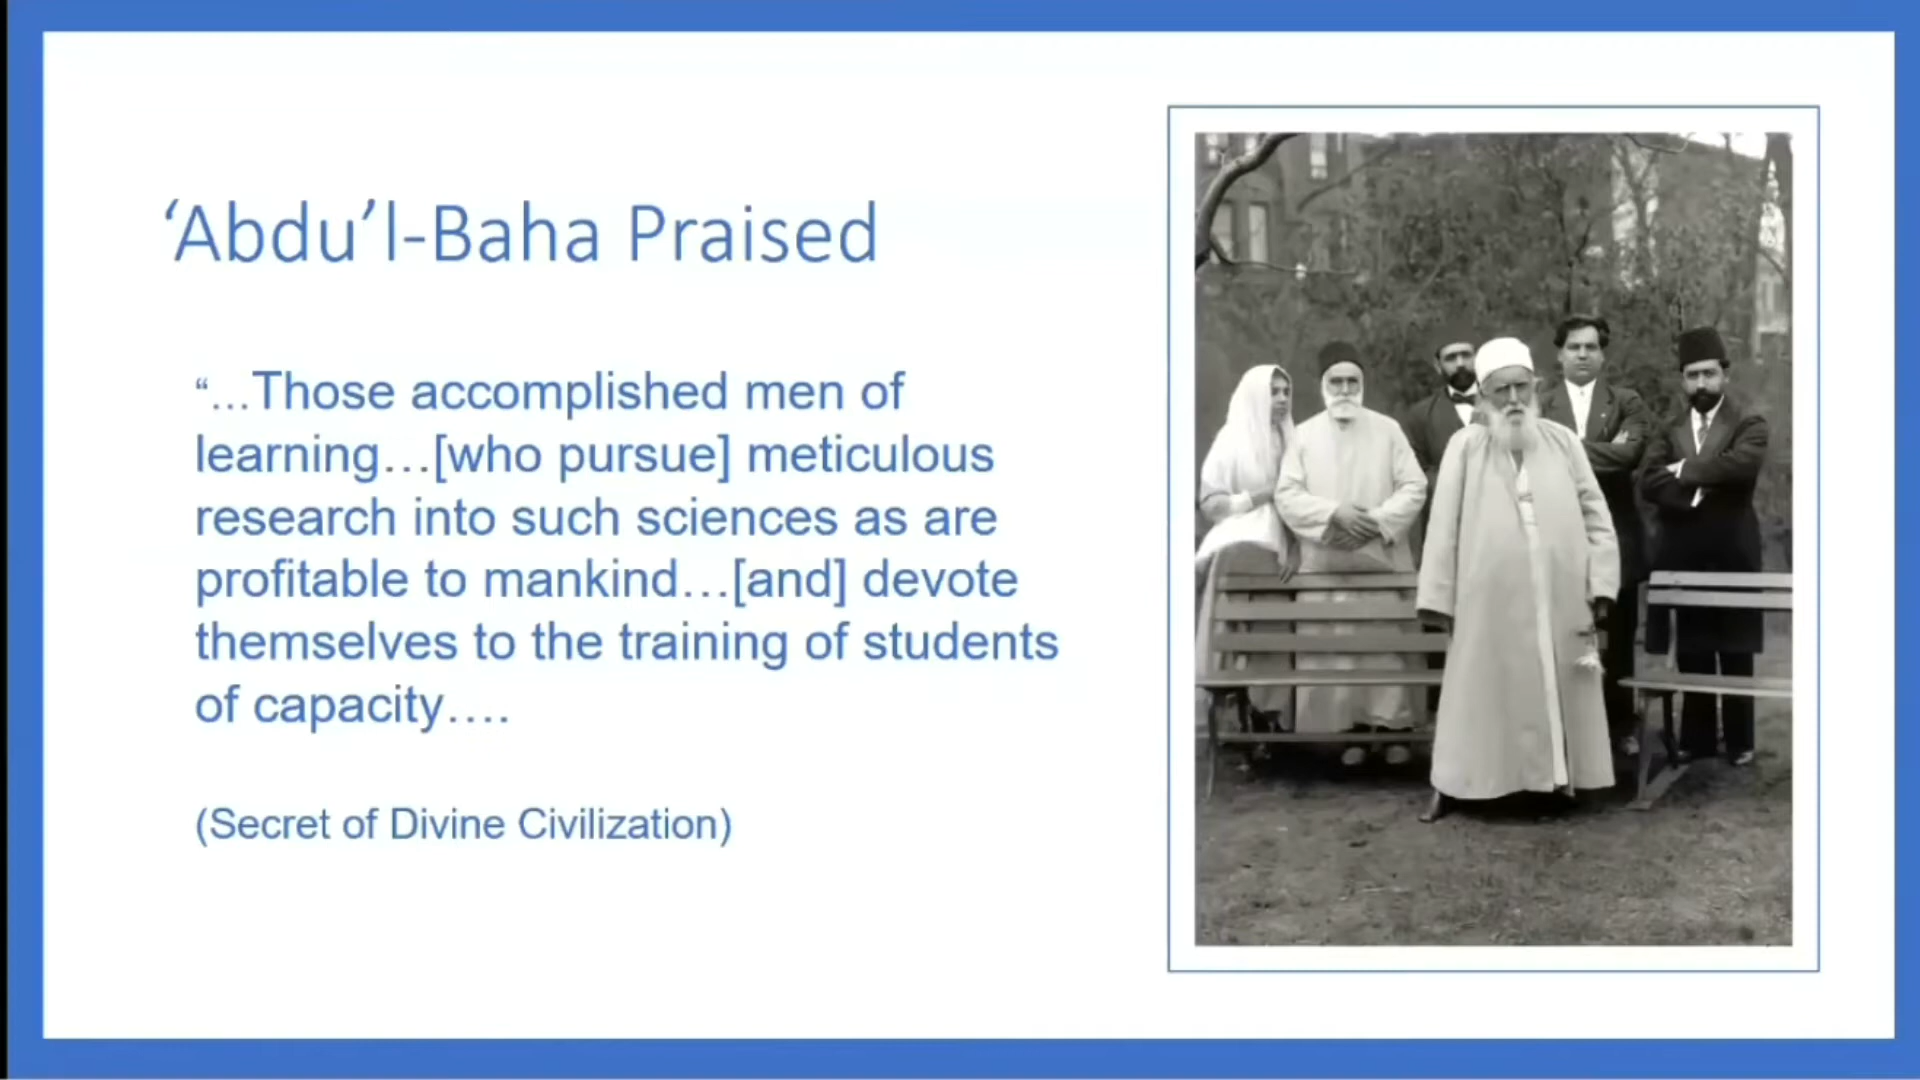 ‘Abdu’l-Baha Praised
“…Those accomplished men of
learning…[who pursue] meticulous
research into such sciences as are
profitable to mankind…[and] devote
themselves to the training of students
of capacity….
(Secret of Divine Civilization)